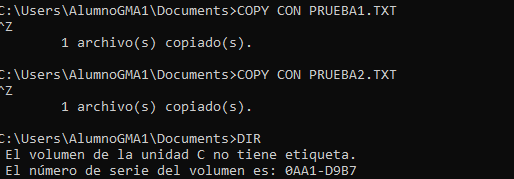 C:\Users\AlumnoGMA1\Documents>COPY CON PRUEBA1.TXT
^Z
1 archivo(s) copiado(s).
C:\Users\AlumnoGMA1\Documents>COPY CON PRUEBA2.TXT
^Z
1 archivo(s) copiado(s).
C:\Users\AlumnoGMA1\Documents>DIR
El volumen de la unidad C no tiene etiqueta.
El número de serie del volumen es: 0AA1-D9B7